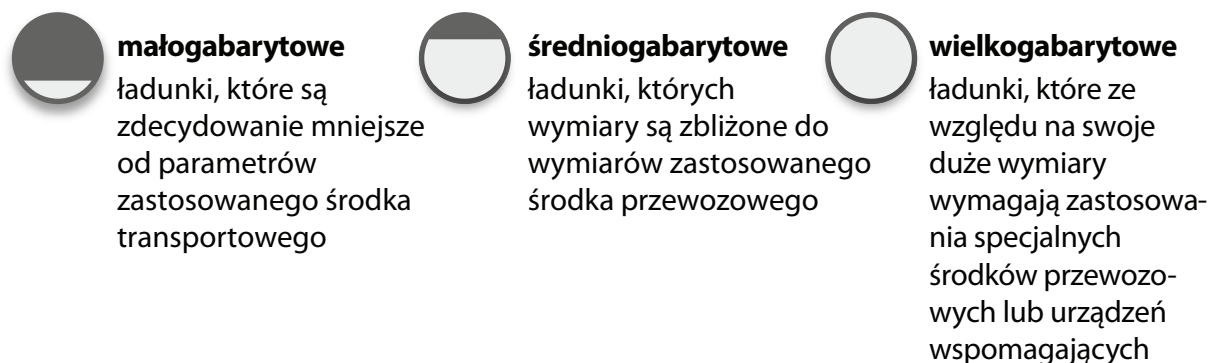 małogabarytowe
ładunki, które są
zdecydowanie mniejsze
od parametrów
zastosowanego środka
transportowego
średniogabarytowe
ładunki, których
wymiary są zbliżone do
wymiarów zastosowanego
środka przewozowego
wielkogabarytowe
ładunki, które ze
względu na swoje
duże wymiary
wymagają zastosowa-
nia specjalnych
środków przewozo-
wych lub urządzeń
wspomagających